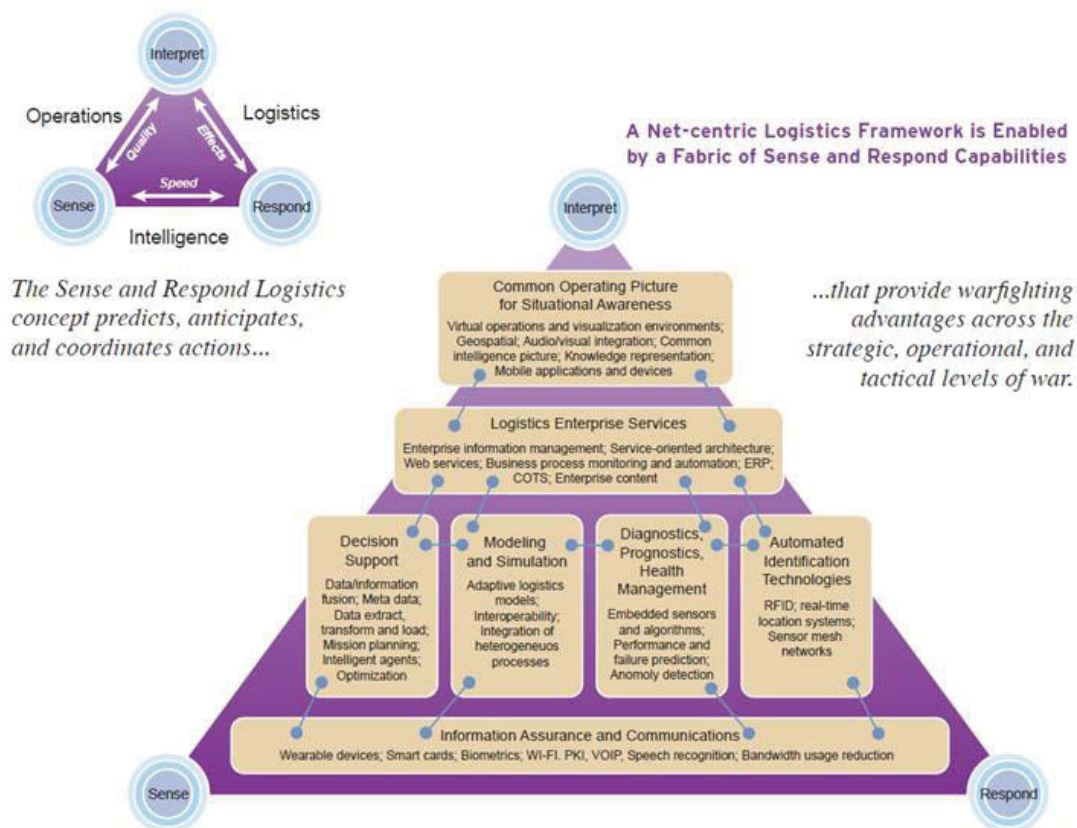 Interpret
Operations
Logistics
Quality
Effects
Speed
Sense
Respond
Intelligence
The Sense and Respond Logistics
concept predicts, anticipates,
and coordinates actions...
A Net-centric Logistics Framework is Enabled
by a Fabric of Sense and Respond Capabilities
...that provide warfighting
advantages across the
strategic, operational, and
tactical levels of war.
Interpret
Common Operating Picture
for Situational Awareness
Virtual operations and visualization environments;
Geospatial; Audio/visual integration; Common
intelligence picture; Knowledge representation;
Mobile applications and devices
Logistics Enterprise Services
Enterprise information management; Service-oriented architecture;
Web services; Business process monitoring and automation; ERP;
COTS; Enterprise content
Decision
Support
Data/information
fusion; Meta data;
Data extract,
transform and load;
Mission planning;
Intelligent agents;
Optimization
Modeling
and Simulation
Adaptive logistics
models;
Interoperability;
Integration of
heterogeneuos
processes
Diagnostics,
Prognostics,
Health
Management
Embedded sensors
and algorithms;
Performance and
failure prediction;
Anomoly detection
Automated
Identification
Technologies
RFID; real-time
location systems;
Sensor mesh
networks
Information Assurance and Communications
Wearable devices; Smart cards; Biometrics; WI-FI. PKI, VOIP, Speech recognition; Bandwidth usage reduction
Sense
Respond